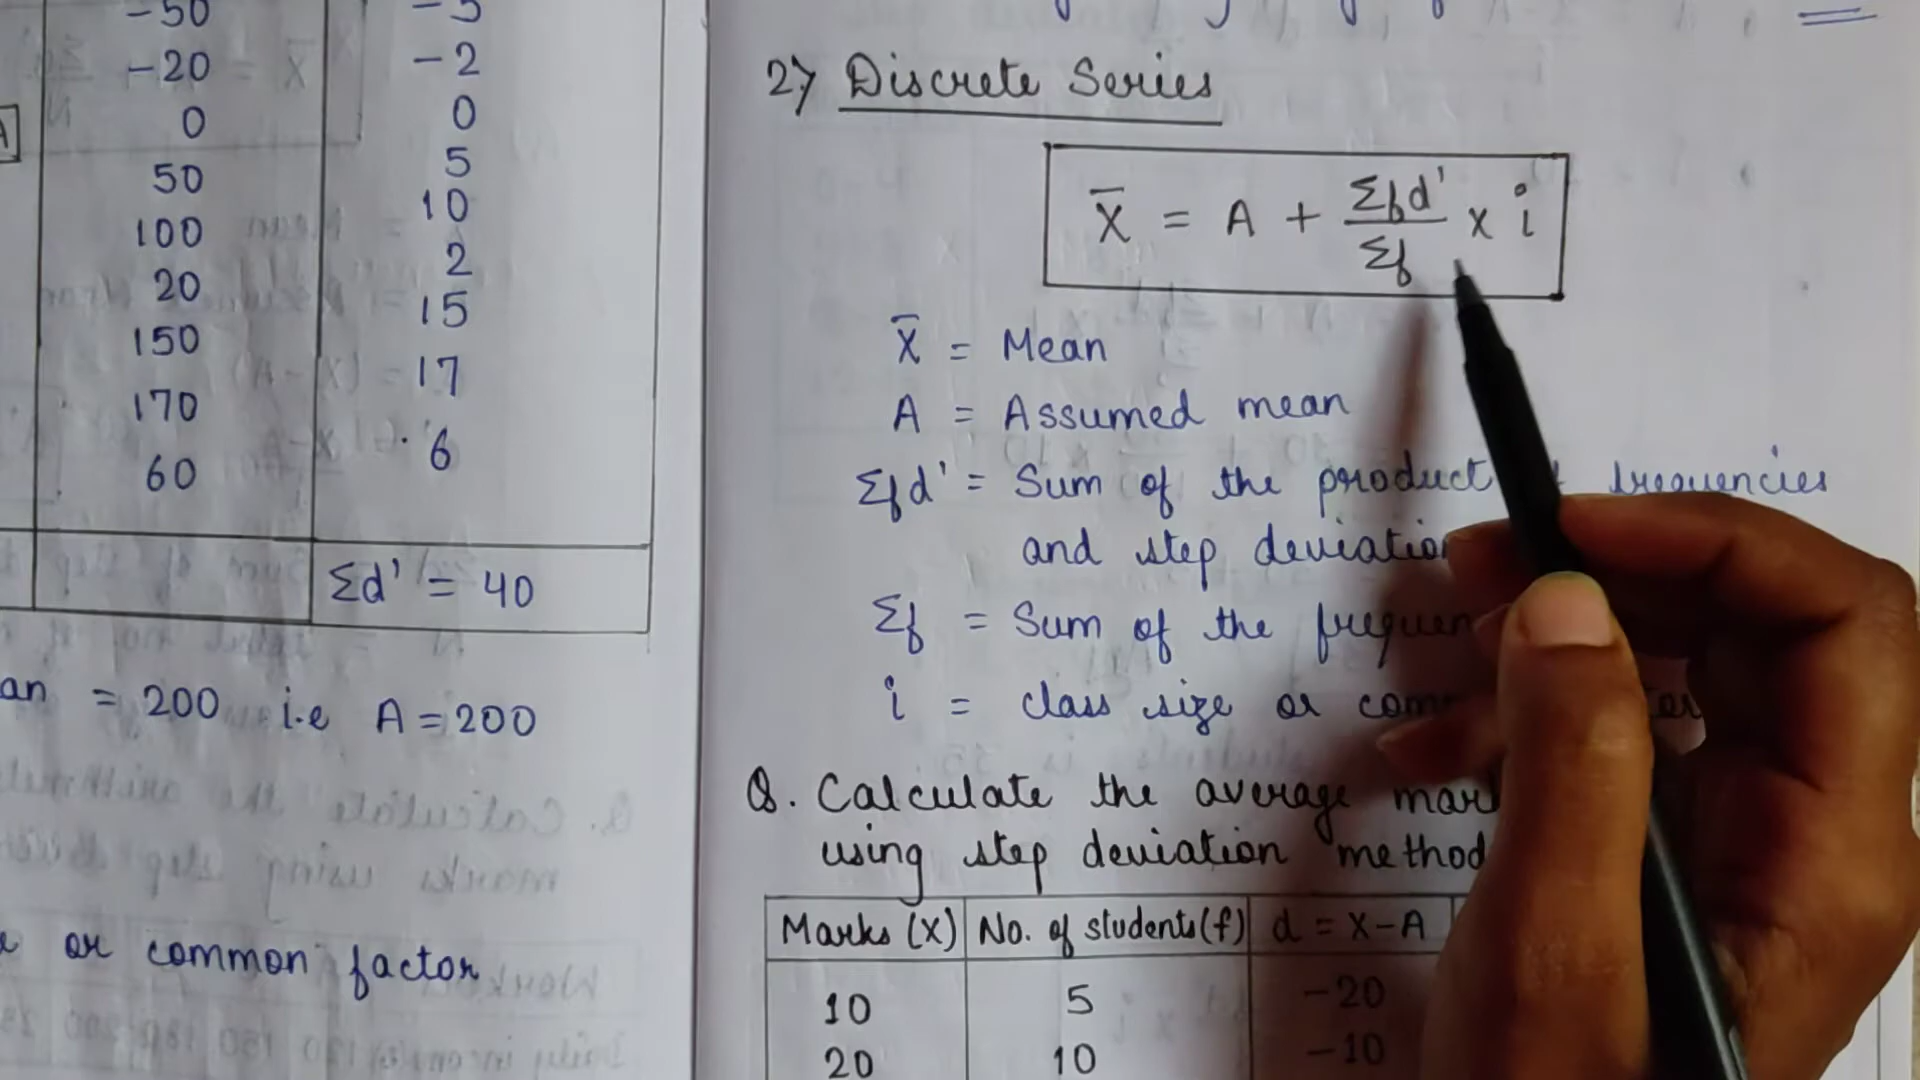 -50
-20 -2
0 0
50 5
100 10
20 2
150 15
170 17
60 6
Σd' = 40
= 200 i.e A = 200
or common factor
2) Discrete Series
X̄ = A + Σfd'/Σf × i
X̄ = Mean
A = Assumed mean
Σfd' = Sum of the product frequencies
and step
Σf = Sum of the
i = class size or
Q. Calculate the average
using step deviation method
Marks (X) No. of students (f) d = X-A
10 5 -20
20 10 -10